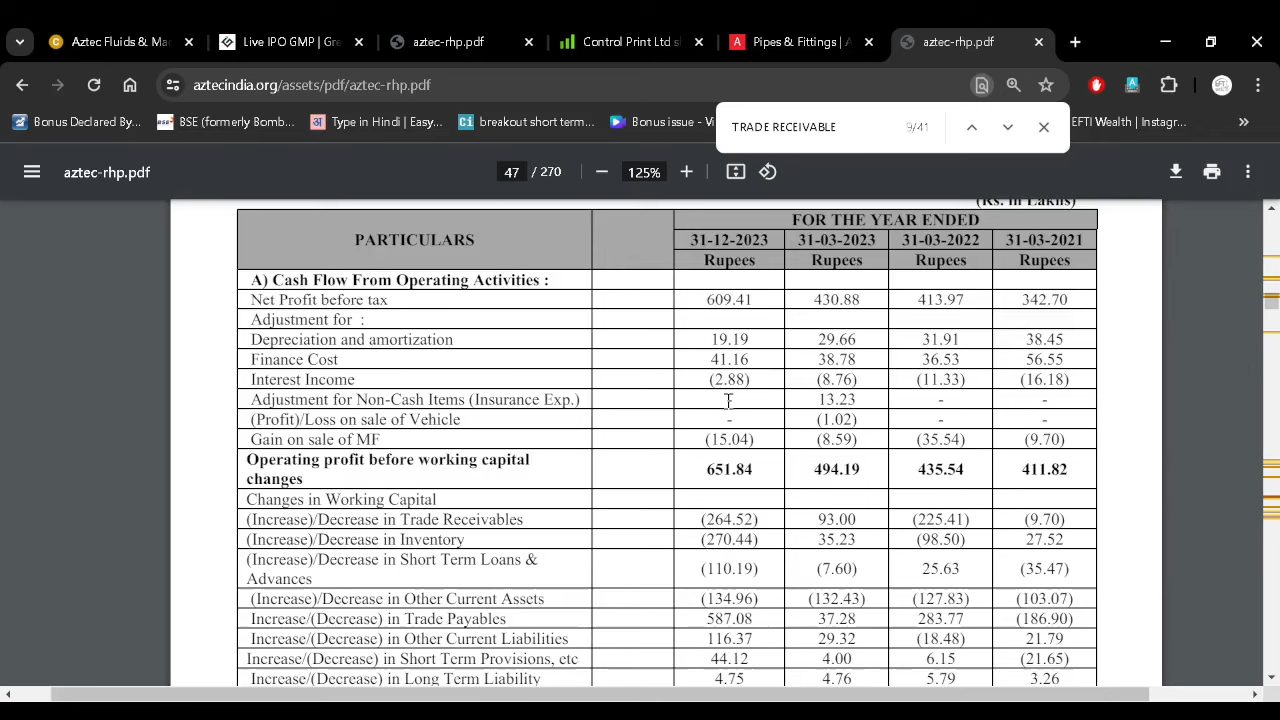 Aztec Fluids & Mac
Live IPO GMP | Gre
aztec-rhp.pdf
Control Print Ltd sh
Pipes & Fittings | A
aztec-rhp.pdf
aztecindia.org/assets/pdf/aztec-rhp.pdf
Bonus Declared By...
BSE (formerly Bomb...
Type in Hindi | Easy...
breakout short term...
Bonus issue - Vi
EFTI Wealth | Instagr...
TRADE RECEIVABLE 9/41
aztec-rhp.pdf
47 / 270
125%
(Rs. in Lakhs)
PARTICULARS
FOR THE YEAR ENDED
31-12-2023 31-03-2023 31-03-2022 31-03-2021
Rupees Rupees Rupees Rupees
A) Cash Flow From Operating Activities :
Net Profit before tax 609.41 430.88 413.97 342.70
Adjustment for :
Depreciation and amortization 19.19 29.66 31.91 38.45
Finance Cost 41.16 38.78 36.53 56.55
Interest Income (2.88) (8.76) (11.33) (16.18)
Adjustment for Non-Cash Items (Insurance Exp.) 13.23 - -
(Profit)/Loss on sale of Vehicle - (1.02) - -
Gain on sale of MF (15.04) (8.59) (35.54) (9.70)
Operating profit before working capital
changes 651.84 494.19 435.54 411.82
Changes in Working Capital
(Increase)/Decrease in Trade Receivables (264.52) 93.00 (225.41) (9.70)
(Increase)/Decrease in Inventory (270.44) 35.23 (98.50) 27.52
(Increase)/Decrease in Short Term Loans &
Advances (110.19) (7.60) 25.63 (35.47)
(Increase)/Decrease in Other Current Assets (134.96) (132.43) (127.83) (103.07)
Increase/(Decrease) in Trade Payables 587.08 37.28 283.77 (186.90)
Increase/(Decrease) in Other Current Liabilities 116.37 29.32 (18.48) 21.79
Increase/(Decrease) in Short Term Provisions, etc 44.12 4.00 6.15 (21.65)
Increase/(Decrease) in Long Term Liability 4.75 4.76 5.79 3.26